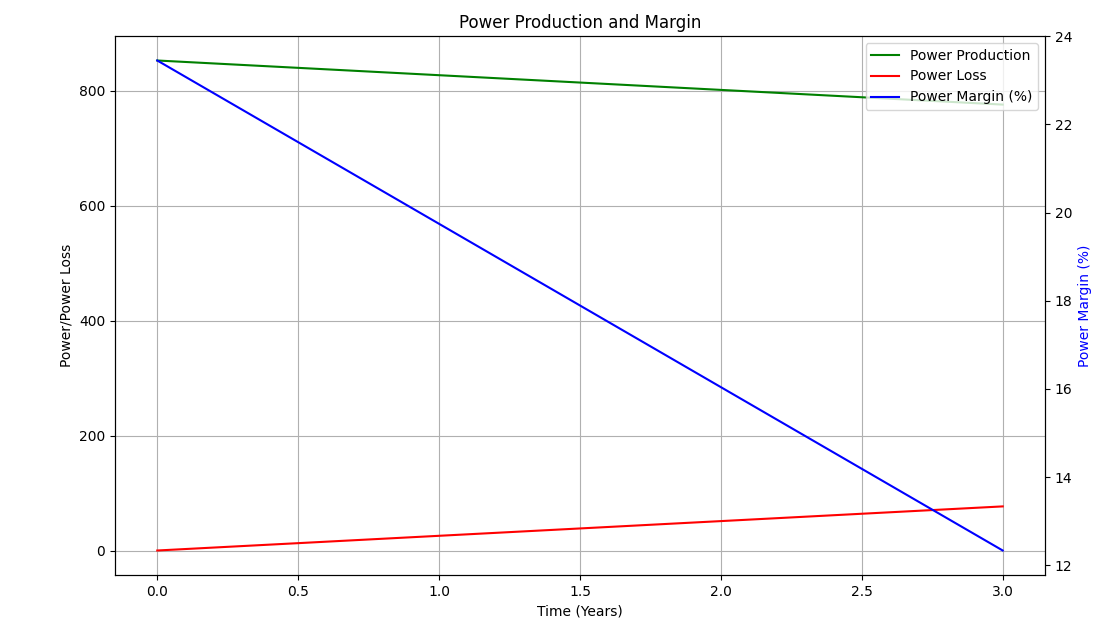 Power Production and Margin
24
22
20
18
16
14
12
Power Margin (%)
Power Production
Power Loss
Power Margin (%)
800
600
400
200
0
Power/Power Loss
0.0 0.5 1.0 1.5 2.0 2.5 3.0
Time (Years)